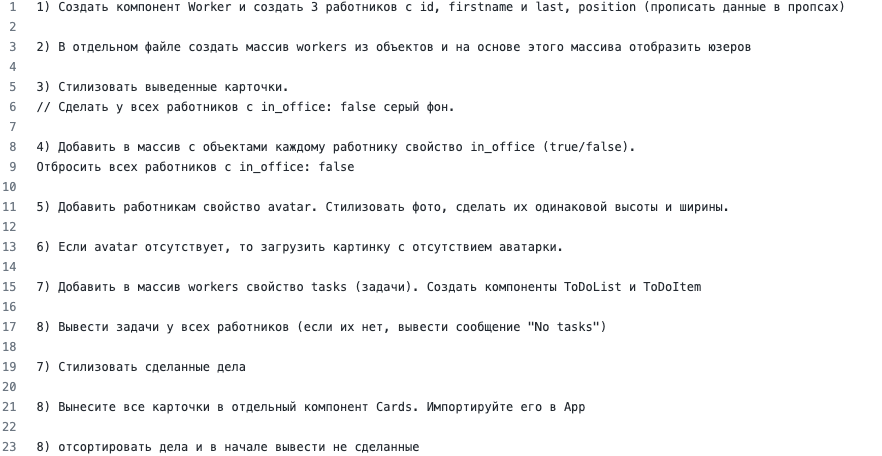 1 1) Создать компонент Worker и создать 3 работников с id, firstname и last, position (прописать данные в пропсах)
2
3 2) В отдельном файле создать массив workers из объектов и на основе этого массива отобразить юзеров
4
5 3) Стилизовать выведенные карточки.
6 // Сделать у всех работников с in_office: false серый фон.
7
8 4) Добавить в массив с объектами каждому работнику свойство in_office (true/false).
9 Отбросить всех работников с in_office: false
10
11 5) Добавить работникам свойство avatar. Стилизовать фото, сделать их одинаковой высоты и ширины.
12
13 6) Если avatar отсутствует, то загрузить картинку с отсутствием аватарки.
14
15 7) Добавить в массив workers свойство tasks (задачи). Создать компоненты ToDoList и ToDoItem
16
17 8) Вывести задачи у всех работников (если их нет, вывести сообщение "No tasks")
18
19 7) Стилизовать сделанные дела
20
21 8) Вынесите все карточки в отдельный компонент Cards. Импортируйте его в App
22
23 8) отсортировать дела и в начале вывести не сделанные